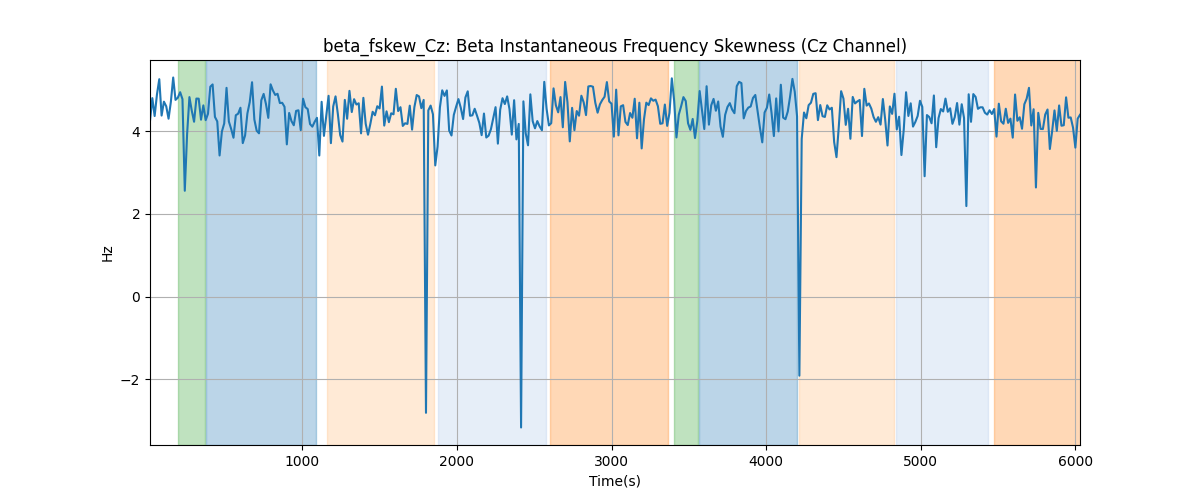 beta_fskew_Cz: Beta Instantaneous Frequency Skewness (Cz Channel)
Hz
4
2
0
−2
1000 2000 3000 4000 5000 6000
Time(s)